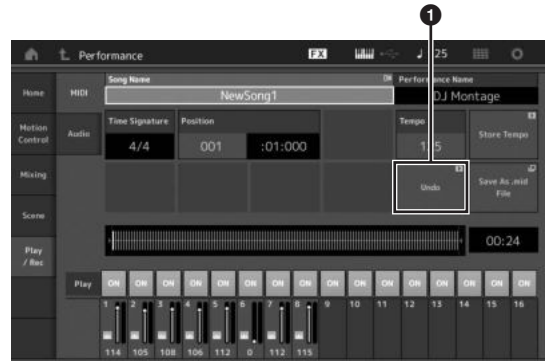 1
Performance
FX
25
Song Name
Performance Name
Home
MIDI
NewSong1
DJ Montage
Motion
Control
Audio
Time Signature
Position
Tempo
Store Tempo
4/4
001
:01:000
Mixing
Undo
Save As .mid
File
Scene
Play
/ Rec
00:24
Play
ON ON ON ON ON ON ON ON ON ON ON ON ON ON ON ON
1 2 3 4 5 6 7 8 9 10 11 12 13 14 15 16
114 105 108 106 112 0 112 115